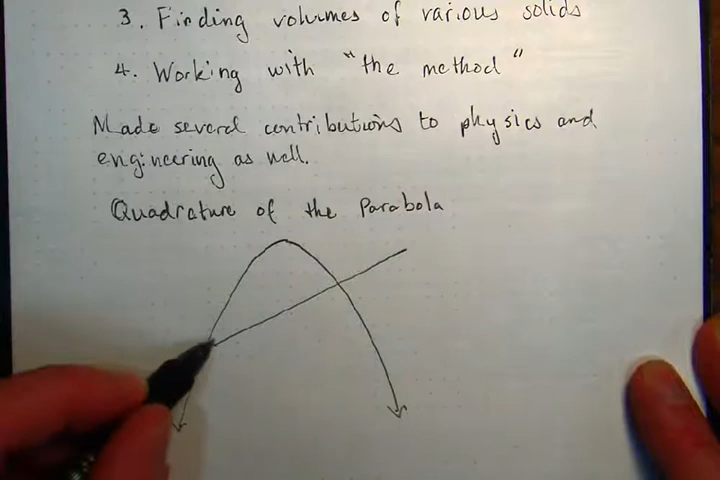 3. Finding volumes of various solids
4. Working with "the method"
Made several contributions to physics and
engineering as well.
Quadrature of the Parabola